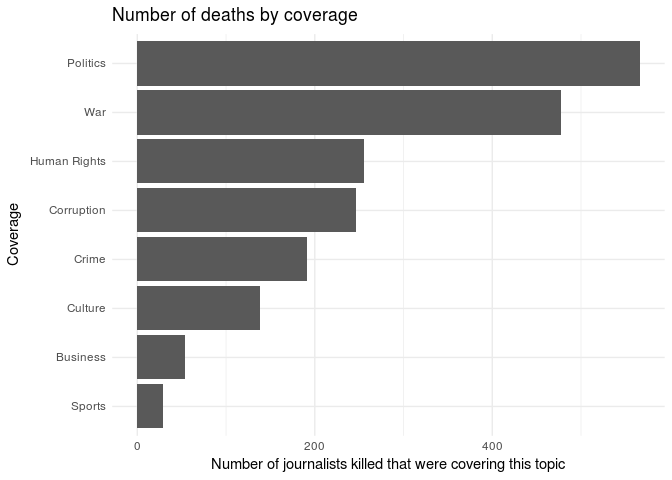 Number of deaths by coverage
Politics
War
Human Rights
Corruption
Crime
Culture
Business
Sports
Coverage
0 200 400
Number of journalists killed that were covering this topic